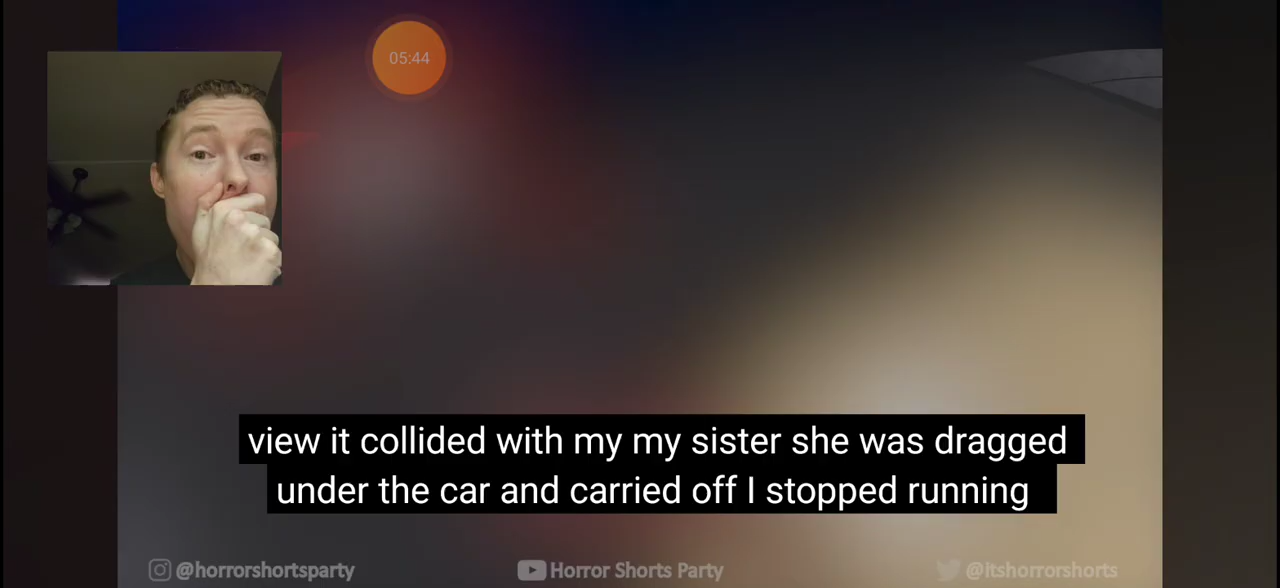 05:44
view it collided with my my sister she was dragged
under the car and carried off I stopped running
@horrorshortsparty Horror Shorts Party @itshorrorshorts